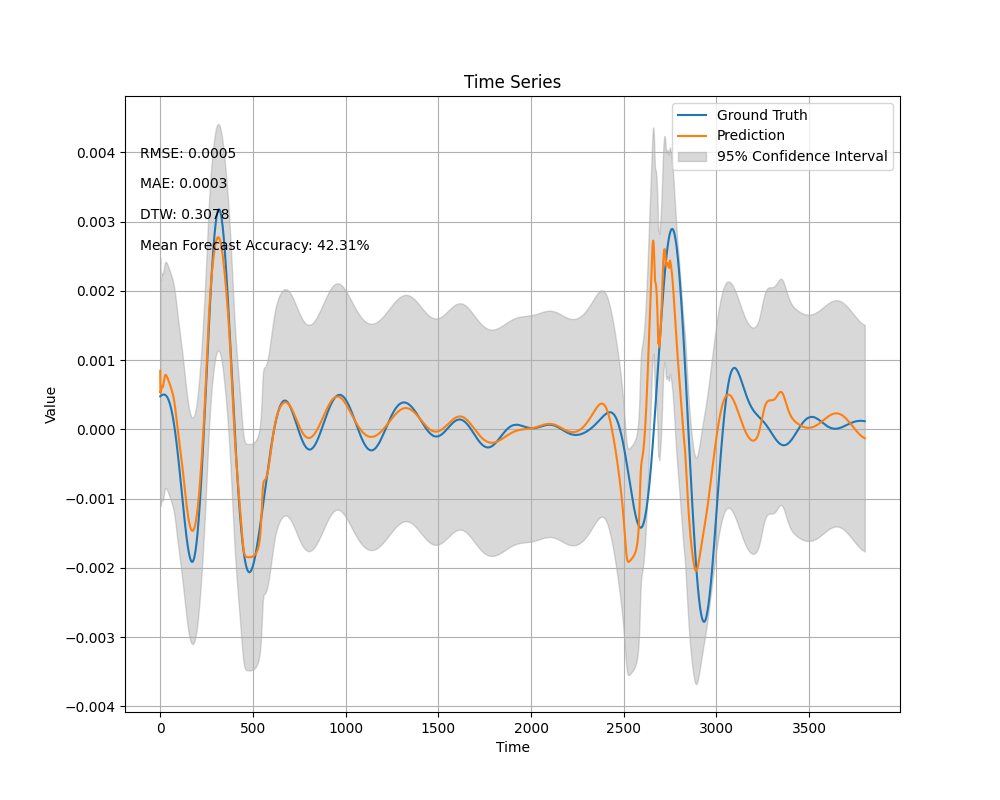 Time Series
Ground Truth
Prediction
95% Confidence Interval
RMSE: 0.0005
MAE: 0.0003
DTW: 0.3078
Mean Forecast Accuracy: 42.31%
Value
0.004
0.003
0.002
0.001
0.000
−0.001
−0.002
−0.003
−0.004
0 500 1000 1500 2000 2500 3000 3500
Time